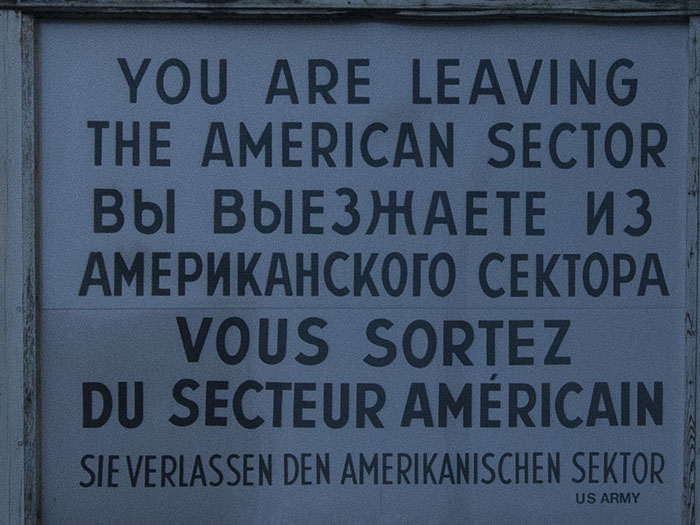 YOU ARE LEAVING
THE AMERICAN SECTOR
ВЫ ВЫЕЗЖАЕТЕ ИЗ
АМЕРИКАНСКОГО СЕКТОРА
VOUS SORTEZ
DU SECTEUR AMÉRICAIN
SIE VERLASSEN DEN AMERIKANISCHEN SEKTOR
US ARMY